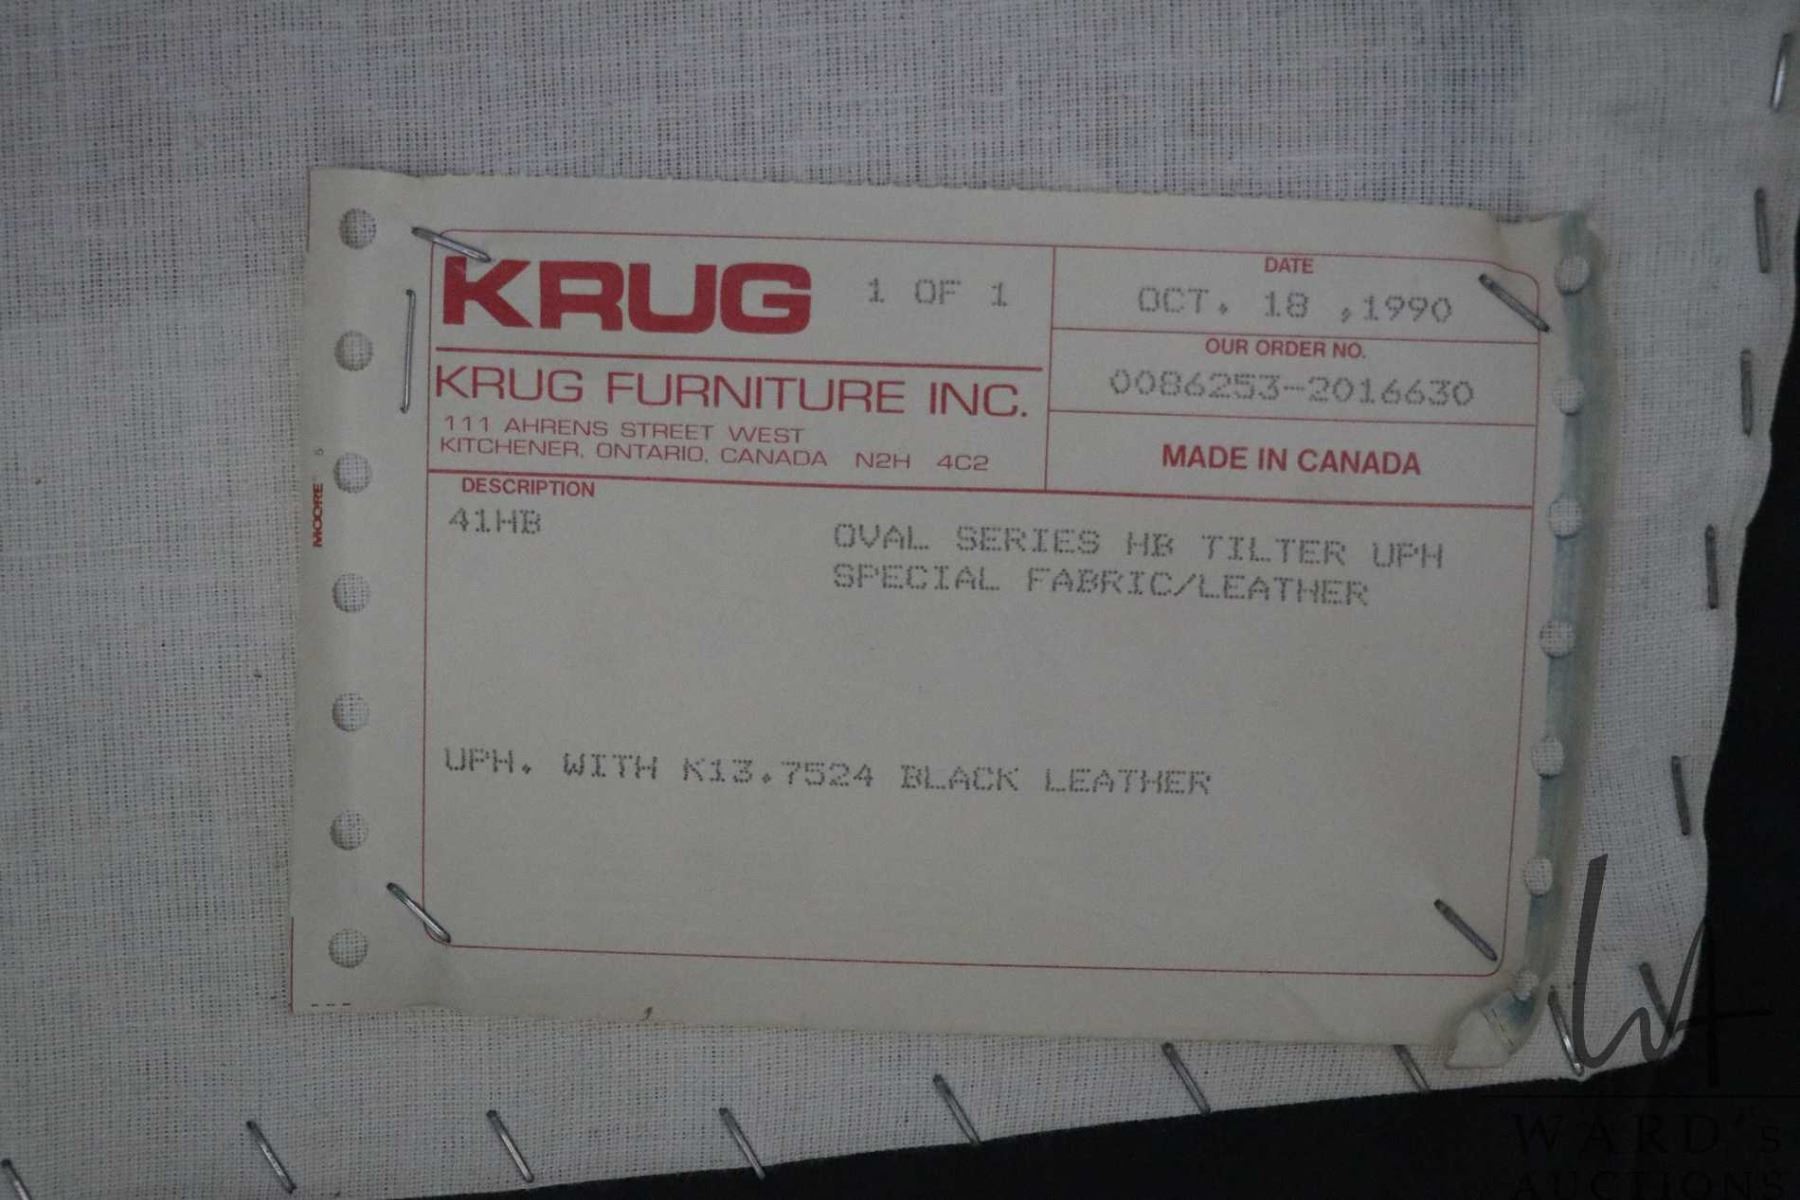 KRUG 1 OF 1
KRUG FURNITURE INC.
111 AHRENS STREET WEST
KITCHENER, ONTARIO, CANADA N2H 4C2
DATE
OCT. 18 ,1990
OUR ORDER NO.
0086253-2016630
MADE IN CANADA
DESCRIPTION
41HB OVAL SERIES HB TILTER UPH
SPECIAL FABRIC/LEATHER
UPH. WITH K13.7524 BLACK LEATHER
MOORE 5
WA
WARD's
AUCTIONS